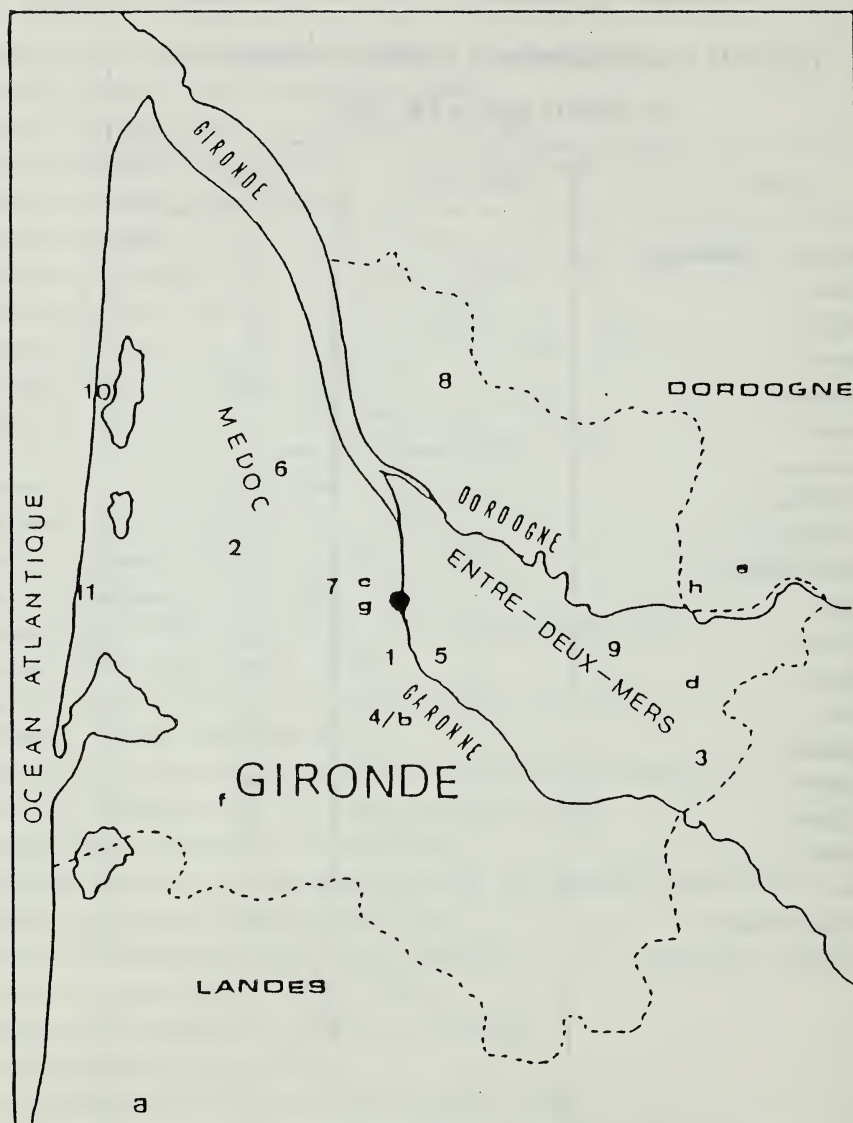 GIRONDE
8
DORDOGNE
10
MEDOC
6
DORDOGNE
OCEAN ATLANTIQUE
2
11
7
c
g
ENTRE-DEUX-MERS
h
e
9
1
5
d
GARONNE
4/b
3
f
GIRONDE
LANDES
a